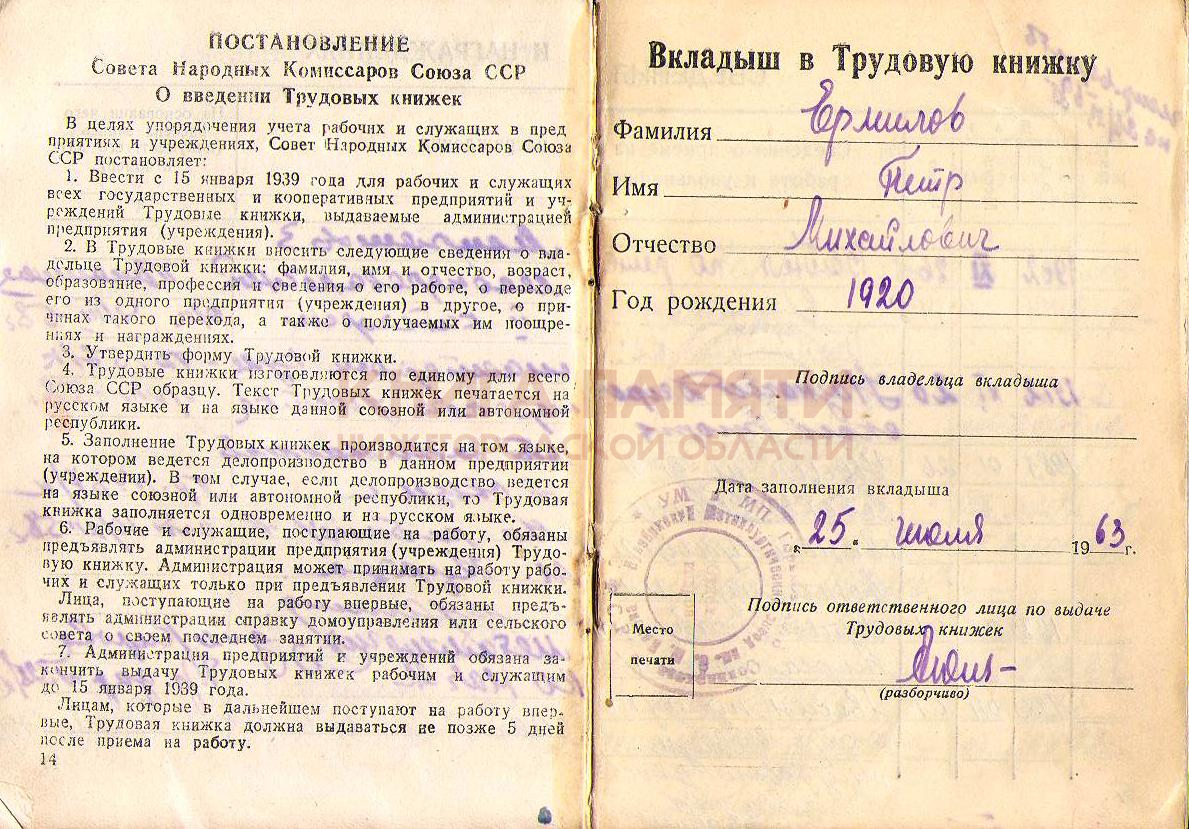 ПОСТАНОВЛЕНИЕ
Совета Народных Комиссаров Союза ССР
О введении Трудовых книжек
В целях упорядочения учета рабочих и служащих в пред
приятиях и учреждениях, Совет Народных Комиссаров Союза
ССР постановляет:
1. Ввести с 15 января 1939 года для рабочих и служащих
всех государственных и кооперативных предприятий и уч-
реждений Трудовые книжки, выдаваемые администрацией
предприятия (учреждения).
2. В Трудовые книжки вносить следующие сведения о вла-
дельце Трудовой книжки: фамилия, имя и отчество, возраст,
образование, профессия и сведения о его работе, о переходе
его из одного предприятия (учреждения) в другое, о при-
чинах такого перехода, а также о получаемых им поощре-
ниях и награждениях.
3. Утвердить форму Трудовой книжки.
4. Трудовые книжки изготовляются по единому для всего
Союза ССР образцу. Текст Трудовых книжек печатается на
русском языке и на языке данной союзной или автономной
республики.
5. Заполнение Трудовых книжек производится на том языке,
на котором ведется делопроизводство в данном предприятии
(учреждении). В том случае, если делопроизводство ведется
на языке союзной или автономной республики, то Трудовая
книжка заполняется одновременно и на русском языке.
6. Рабочие и служащие, поступающие на работу, обязаны
предъявлять администрации предприятия (учреждения) Трудо-
вую книжку. Администрация может принимать на работу рабо-
чих и служащих только при предъявлении Трудовой книжки.
Лица, поступающие на работу впервые, обязаны предъ-
являть администрации справку домоуправления или сельского
совета о своем последнем занятии.
7. Администрация предприятий и учреждений обязана за-
кончить выдачу Трудовых книжек рабочим и служащим
до 15 января 1939 года.
Лицам, которые в дальнейшем поступают на работу впер-
вые, Трудовая книжка должна выдаваться не позже 5 дней
после приема на работу.
14
Вкладыш в Трудовую книжку
Фамилия Ермилов
Имя Петр
Отчество Михайлович
Год рождения 1920
Подпись владельца вкладыша
ПАМЯТИ
ОБЛАСТИ
Дата заполнения вкладыша
« 25. июля 1963 г.
Подпись ответственного лица по выдаче
Трудовых книжек
(разборчиво)
Место
печати